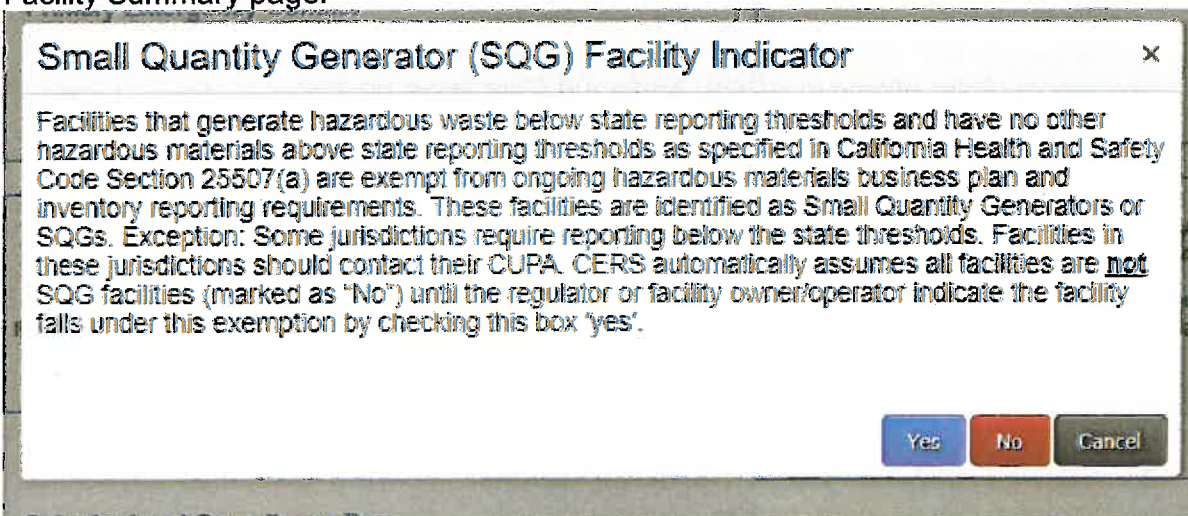 Facility Summary page.
Small Quantity Generator (SQG) Facility Indicator ×
Facilities that generate hazardous waste below state reporting thresholds and have no other
hazardous materials above state reporting thresholds as specified in California Health and Safety
Code Section 25507(a) are exempt from ongoing hazardous materials business plan and
inventory reporting requirements. These facilities are identified as Small Quantity Generators or
SQGs. Exception: Some jurisdictions require reporting below the state thresholds. Facilities in
these jurisdictions should contact their CUPA. CERS automatically assumes all facilities are not
SQG facilities (marked as "No") until the regulator or facility owner/operator indicate the facility
falls under this exemption by checking this box 'yes'.
Yes No Cancel